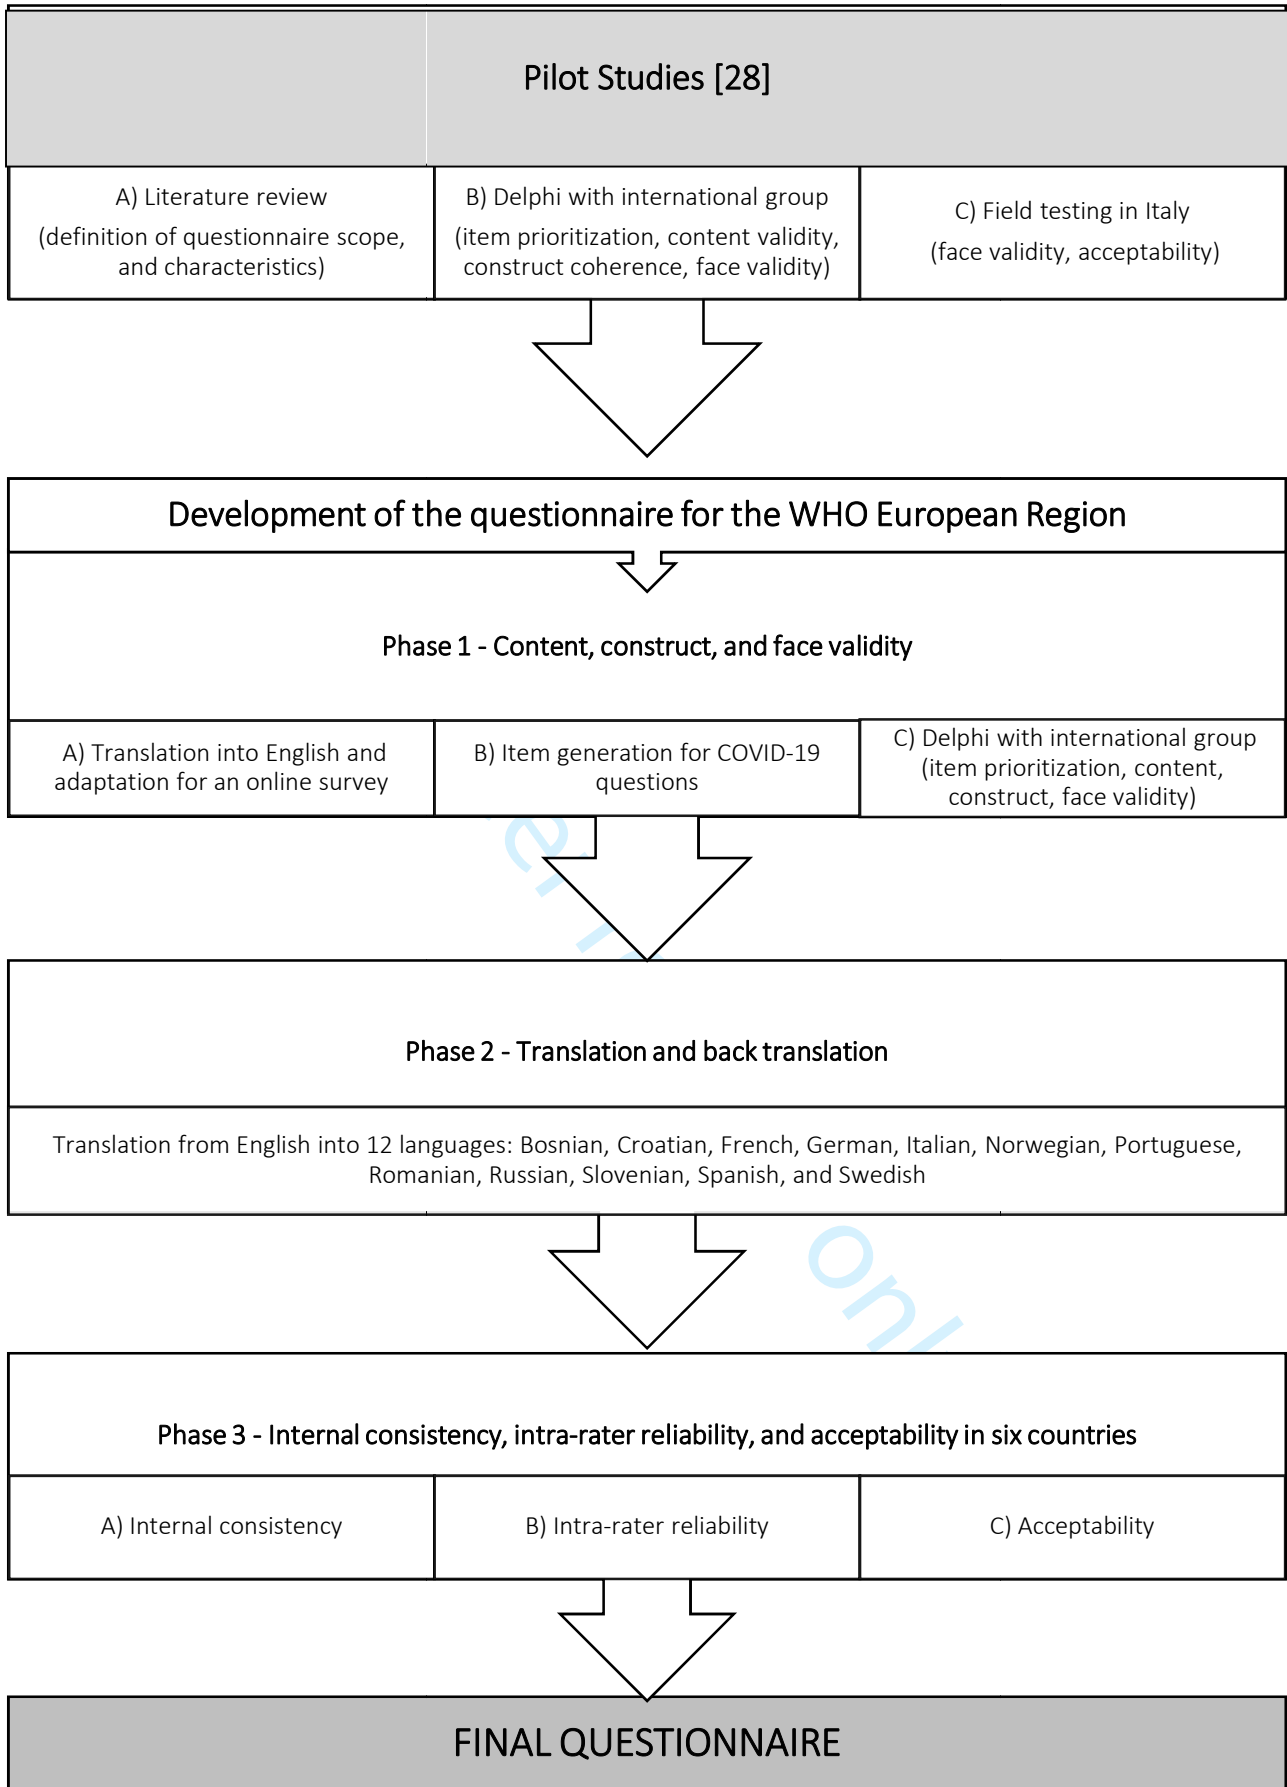 Pilot Studies [28]
A) Literature review
(definition of questionnaire scope,
and characteristics)
B) Delphi with international group
(item prioritization, content validity,
construct coherence, face validity)
C) Field testing in Italy
(face validity, acceptability)
Development of the questionnaire for the WHO European Region
Phase 1 - Content, construct, and face validity
A) Translation into English and
adaptation for an online survey
B) Item generation for COVID-19
questions
C) Delphi with international group
(item prioritization, content,
construct, face validity)
Phase 2 - Translation and back translation
Translation from English into 12 languages: Bosnian, Croatian, French, German, Italian, Norwegian, Portuguese,
Romanian, Russian, Slovenian, Spanish, and Swedish
Phase 3 - Internal consistency, intra-rater reliability, and acceptability in six countries
A) Internal consistency
B) Intra-rater reliability
C) Acceptability
FINAL QUESTIONNAIRE